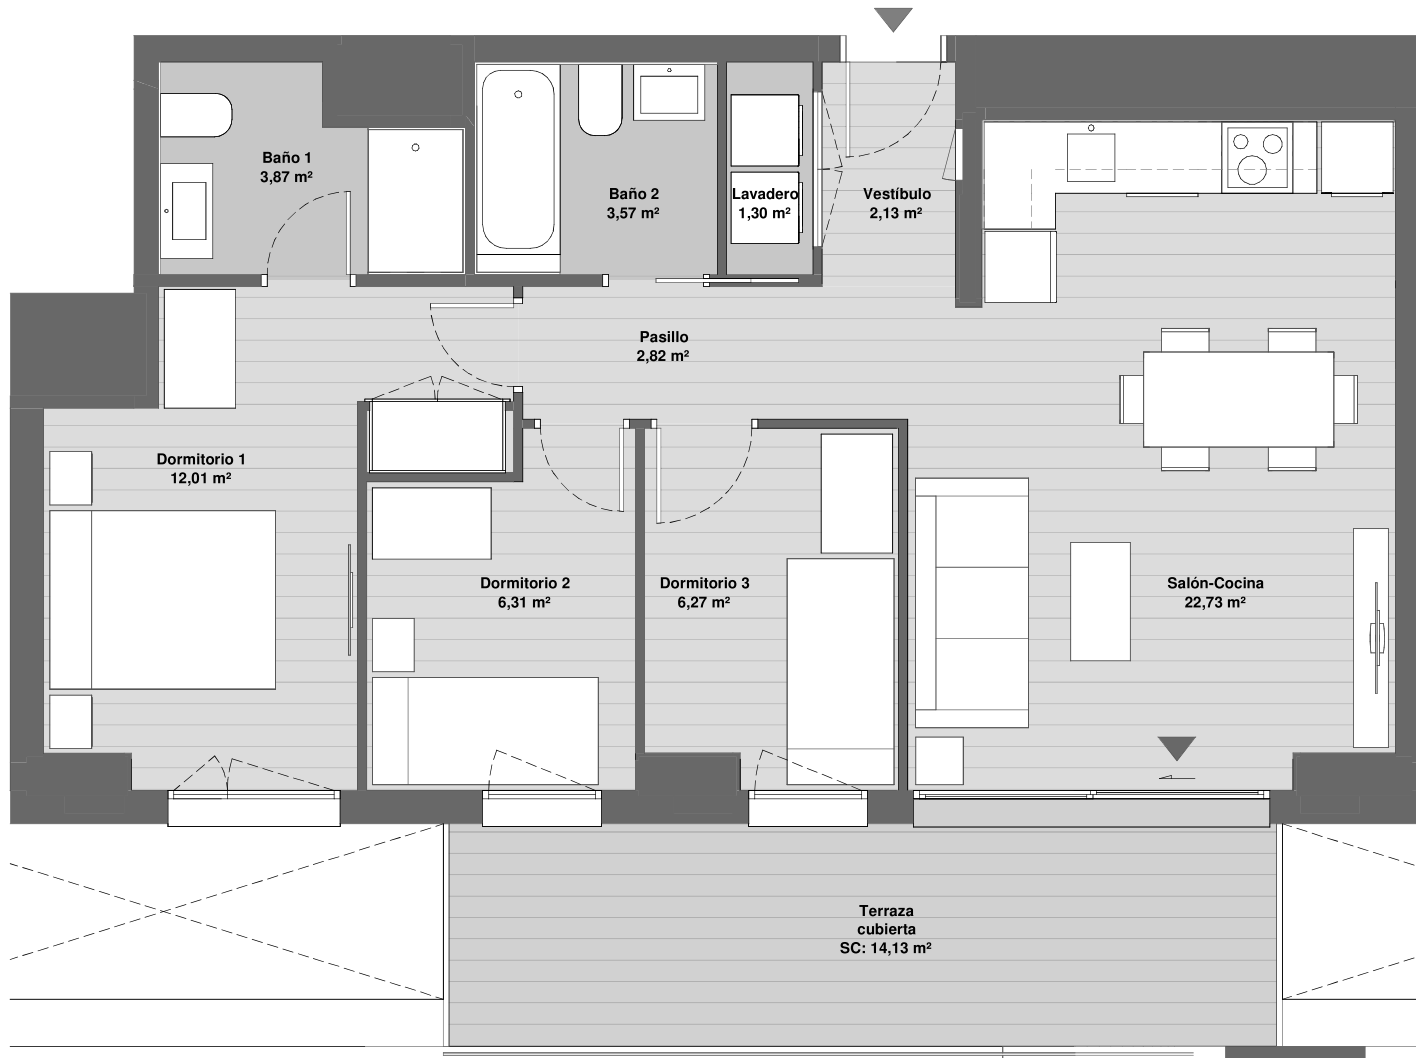 Baño 1
3,87 m²
Baño 2
3,57 m²
Lavadero
1,30 m²
Vestíbulo
2,13 m²
Pasillo
2,82 m²
Dormitorio 1
12,01 m²
Dormitorio 2
6,31 m²
Dormitorio 3
6,27 m²
Salón-Cocina
22,73 m²
Terraza
cubierta
SC: 14,13 m²